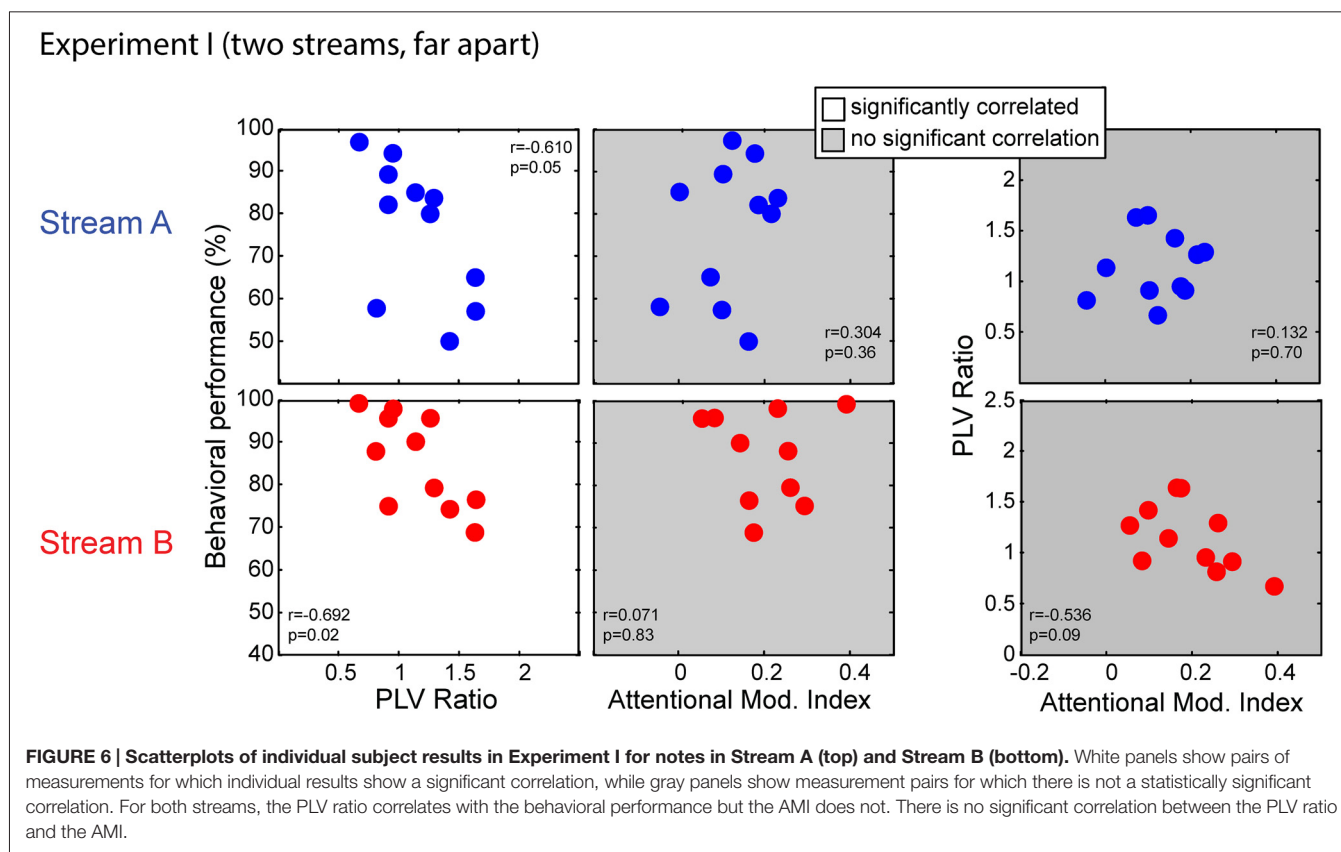 Experiment I (two streams, far apart)
significantly correlated
no significant correlation
Stream A
Behavioral performance (%)
100
90
80
70
60
50
r=-0.610
p=0.05
r=0.304
p=0.36
PLV Ratio
2
1.5
1
0.5
r=0.132
p=0.70
Stream B
100
90
80
70
60
50
40
r=-0.692
p=0.02
0.5 1 1.5 2
PLV Ratio
r=0.071
p=0.83
0 0.2 0.4
Attentional Mod. Index
2.5
2
1.5
1
0.5
0
r=-0.536
p=0.09
-0.2 0 0.2 0.4
Attentional Mod. Index
FIGURE 6 | Scatterplots of individual subject results in Experiment I for notes in Stream A (top) and Stream B (bottom). White panels show pairs of
measurements for which individual results show a significant correlation, while gray panels show measurement pairs for which there is not a statistically significant
correlation. For both streams, the PLV ratio correlates with the behavioral performance but the AMI does not. There is no significant correlation between the PLV ratio
and the AMI.